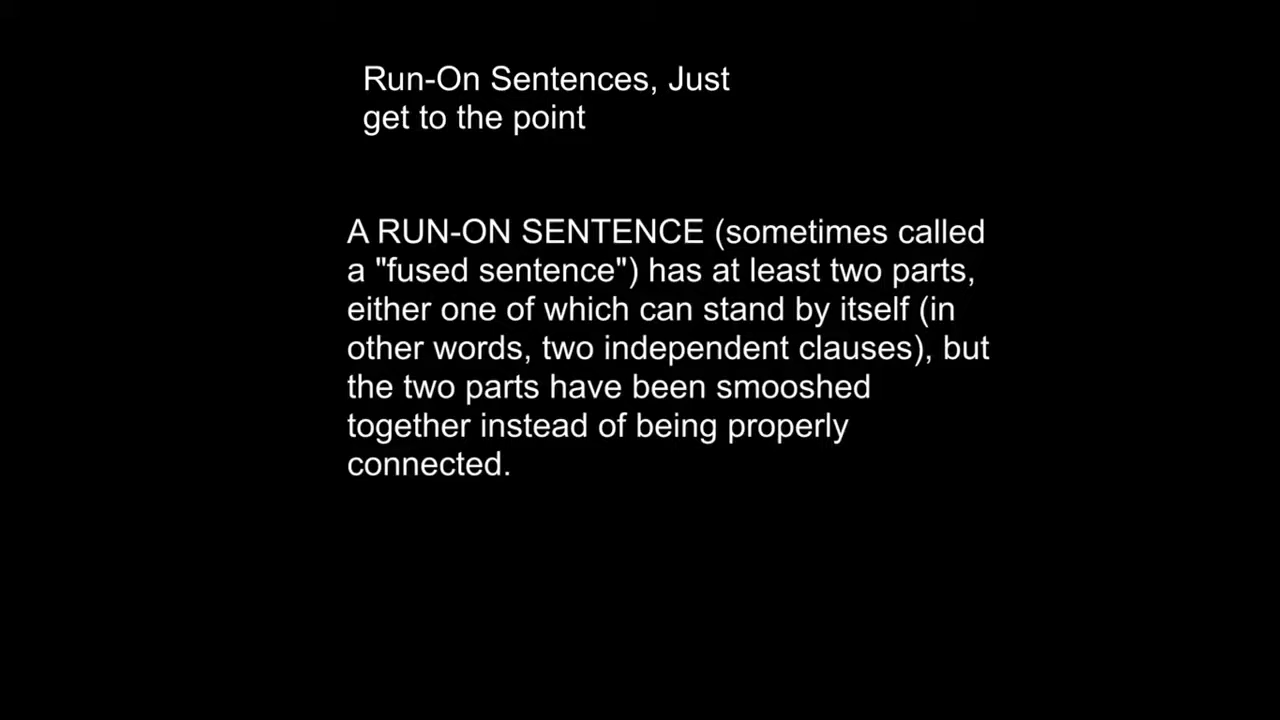 Run-On Sentences, Just
get to the point
A RUN-ON SENTENCE (sometimes called
a "fused sentence") has at least two parts,
either one of which can stand by itself (in
other words, two independent clauses), but
the two parts have been smooshed
together instead of being properly
connected.